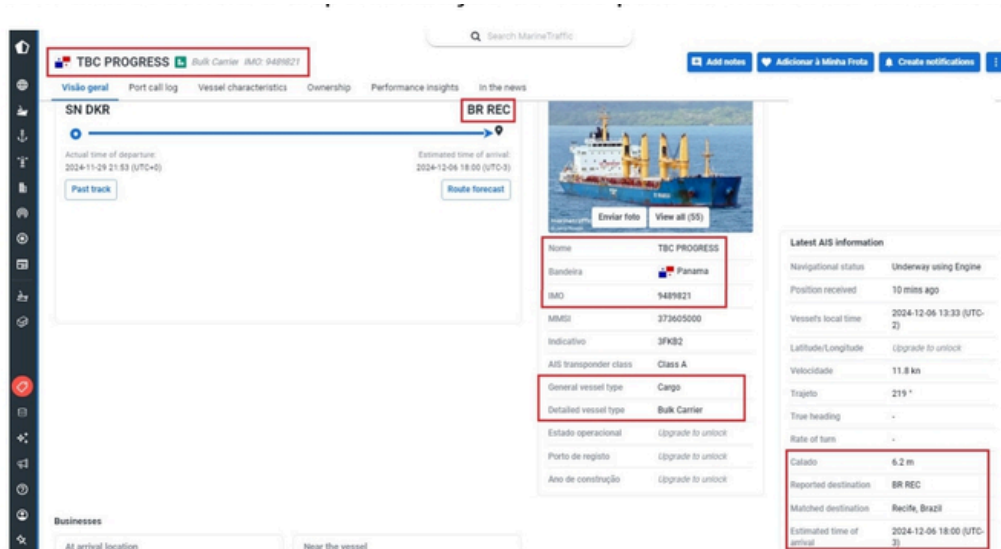 Search MarineTraffic
TBC PROGRESS Bulk Carrier IMO: 9489821
Add notes
Adicionar à Minha Frota
Create notifications
Visão geral Port call log Vessel characteristics Ownership Performance insights In the news
SN DKR BR REC
Actual time of departure: Estimated time of arrival:
2024-11-29 21:53 (UTC+0) 2024-12-06 18:00 (UTC-3)
Past track Route forecast
Enviar foto View all (55)
Nome TBC PROGRESS
Bandeira Panama
IMO 9489821
MMSI 373605000
Indicativo 3FKB2
AIS transponder class Class A
General vessel type Cargo
Detailed vessel type Bulk Carrier
Estado operacional Upgrade to unlock
Porto de registo Upgrade to unlock
Ano de construção Upgrade to unlock
Latest AIS information
Navigational status Underway using Engine
Position received 10 mins ago
Vessel's local time 2024-12-06 13:33 (UTC-
2)
Latitude/Longitude Upgrade to unlock
Velocidade 11.8 kn
Trajeto 219 °
True heading -
Rate of turn -
Calado 6.2 m
Reported destination BR REC
Matched destination Recife, Brazil
Estimated time of 2024-12-06 18:00 (UTC-
arrival 3)
Businesses
At arrival location Near the vessel